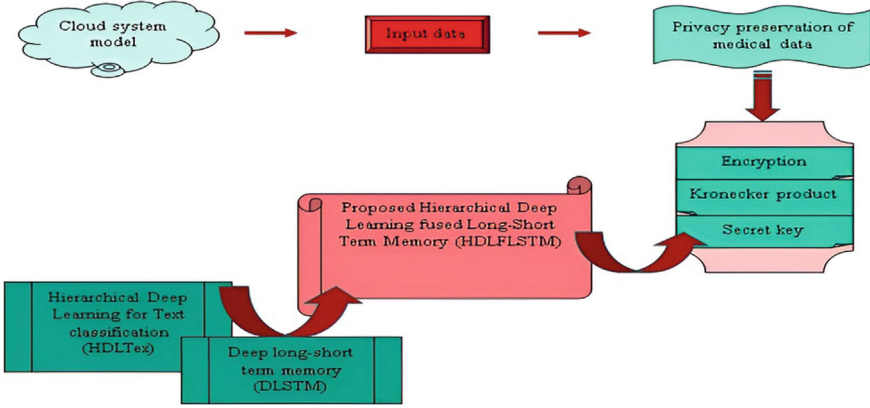 Cloud system
model
Input data
Privacy preservation of
medical data
Encryption
Kronecker product
Secret key
Proposed Hierarchical Deep
Learning fused Long-Short
Term Memory (HDLFLSTM)
Hierarchical Deep
Learning for Text
classification
(HDLTex)
Deep long-short
term memory
(DLSTM)